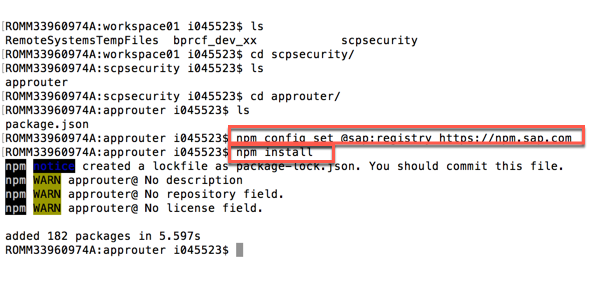 [ROMM33960974A:workspace01 i045523$ ls
RemoteSystemsTempFiles bprcf_dev_xx scpsecurity
[ROMM33960974A:workspace01 i045523$ cd scpsecurity/
[ROMM33960974A:scpsecurity i045523$ ls
approuter
[ROMM33960974A:scpsecurity i045523$ cd approuter/
[ROMM33960974A:approuter i045523$ ls
package.json
[ROMM33960974A:approuter i045523$ npm config set @sap:registry https://npm.sap.com
[ROMM33960974A:approuter i045523$ npm install
npm notice created a lockfile as package-lock.json. You should commit this file.
npm WARN approuter@ No description
npm WARN approuter@ No repository field.
npm WARN approuter@ No license field.
added 182 packages in 5.597s
ROMM33960974A:approuter i045523$